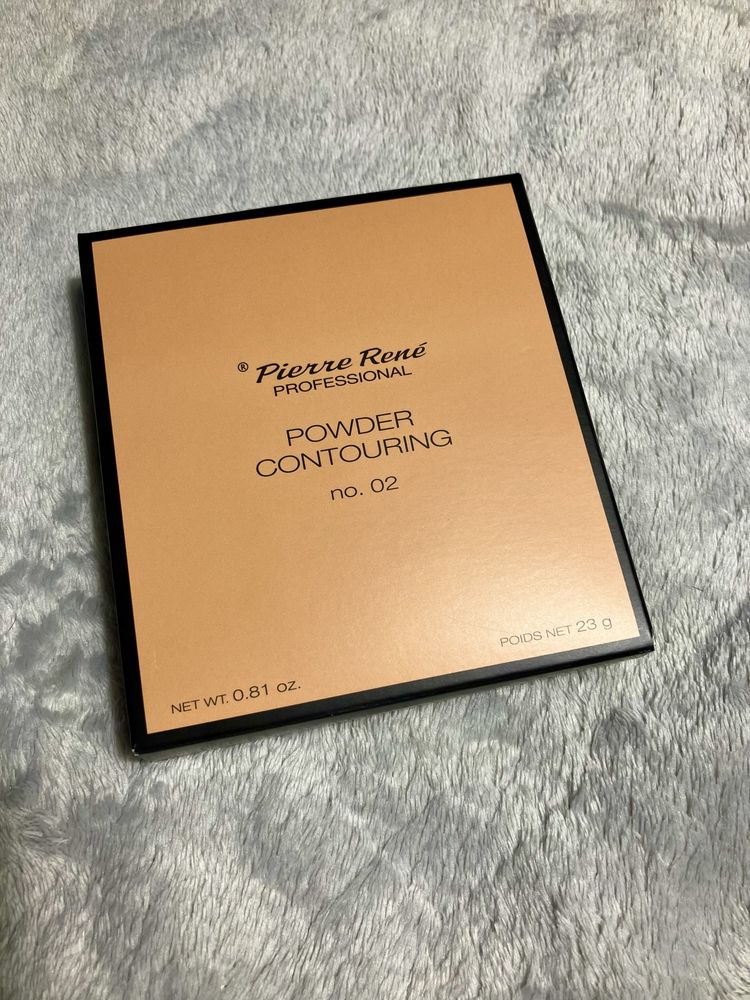 ® Pierre René
PROFESSIONAL
POWDER
CONTOURING
no. 02
NET WT. 0.81 oz.
POIDS NET 23 g